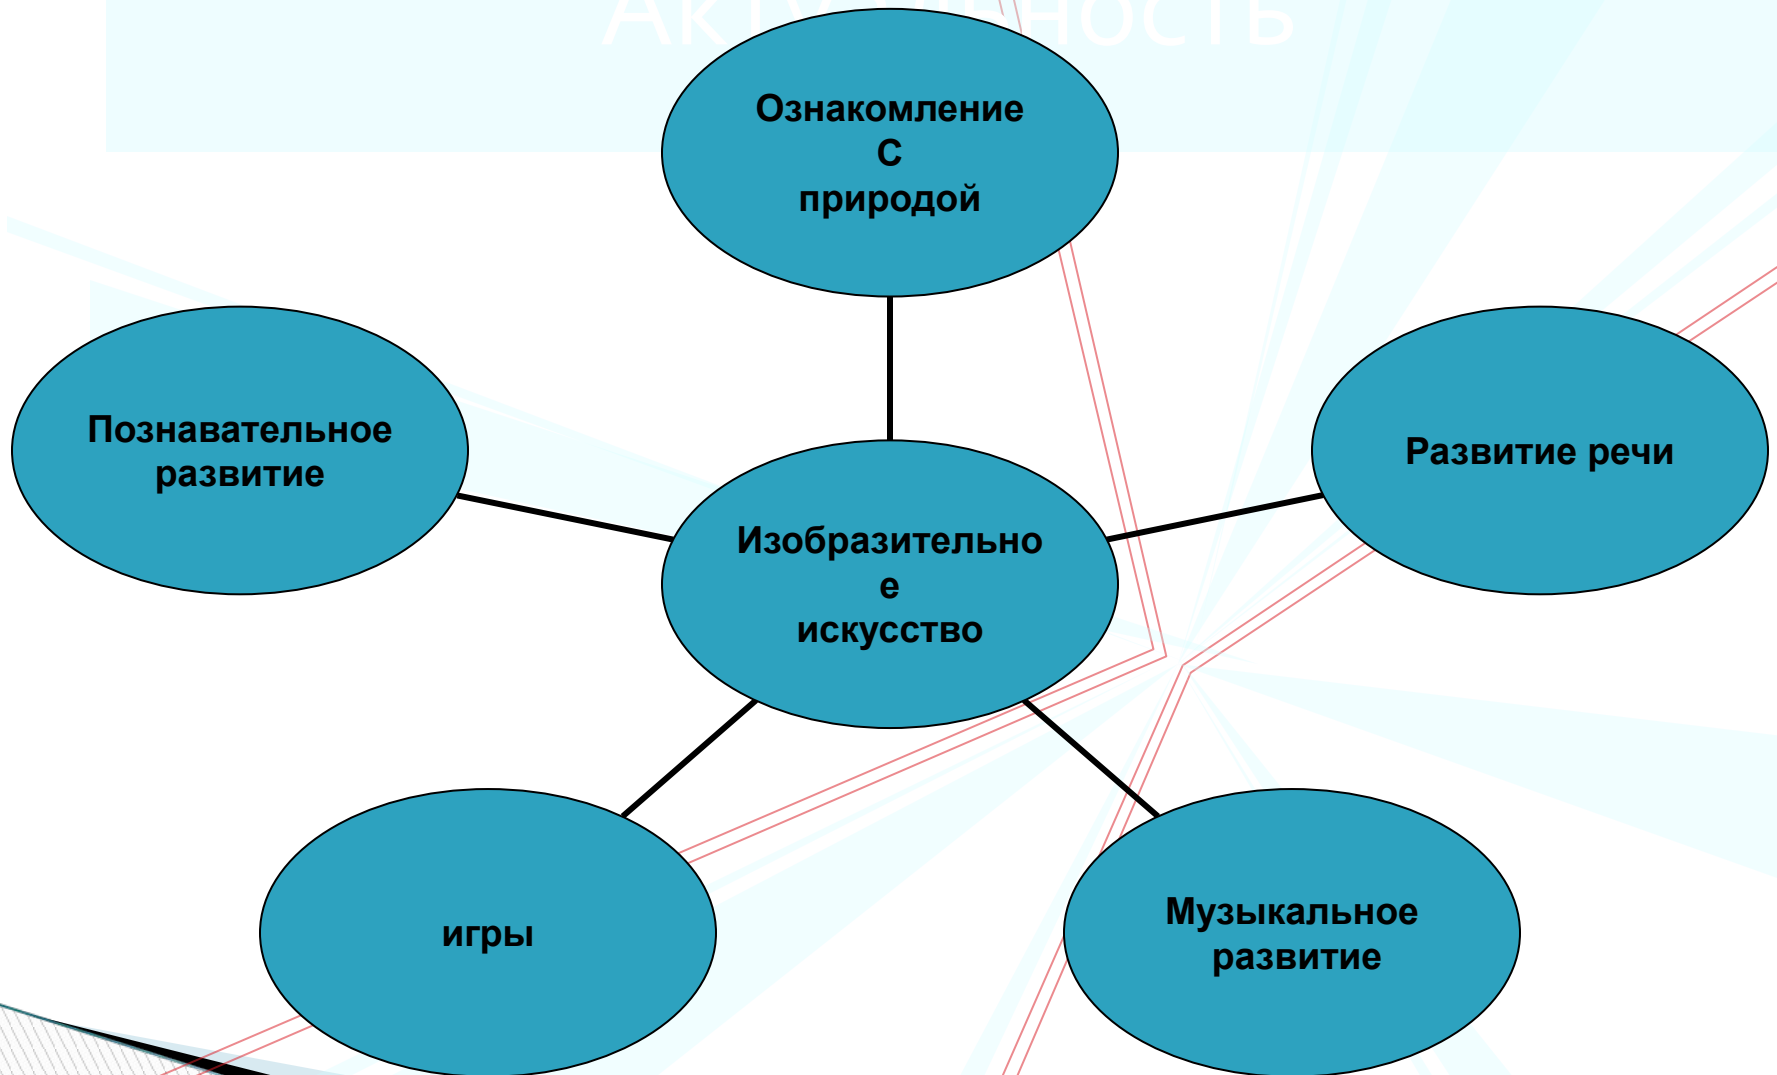 Ознакомление
С
природой
Познавательное
развитие
Развитие речи
Изобразительно
е
искусство
игры
Музыкальное
развитие